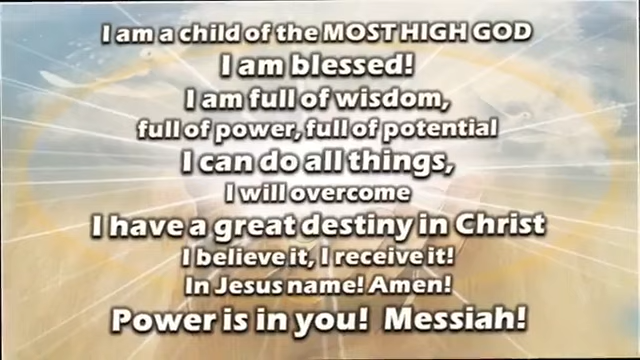 I am a child of the MOST HIGH GOD
I am blessed!
I am full of wisdom,
full of power, full of potential
I can do all things,
I will overcome
I have a great destiny in Christ
I believe it, I receive it!
In Jesus name! Amen!
Power is in you! Messiah!